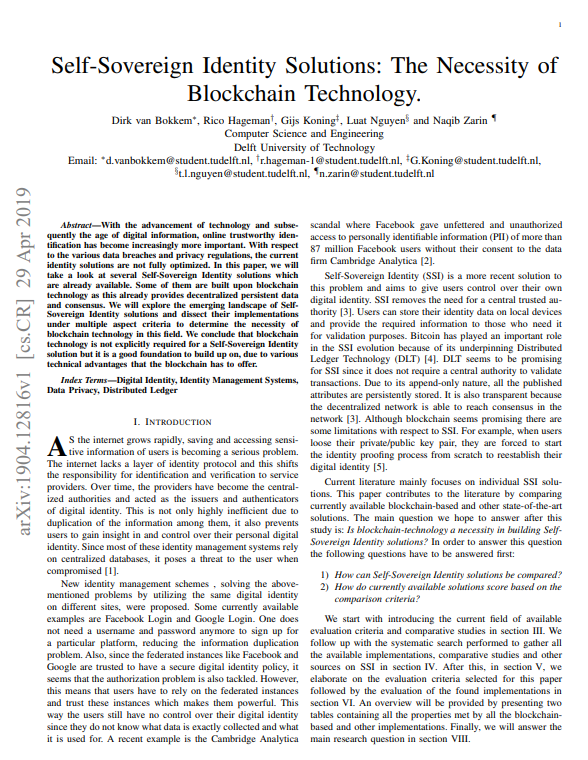 1
Self-Sovereign Identity Solutions: The Necessity of
Blockchain Technology.
Dirk van Bokkem*, Rico Hageman†, Gijs Koning‡, Luat Nguyen§ and Naqib Zarin ¶
Computer Science and Engineering
Delft University of Technology
Email: *d.vanbokkem@student.tudelft.nl, †r.hageman-1@student.tudelft.nl, ‡G.Koning@student.tudelft.nl,
§t.l.nguyen@student.tudelft.nl, ¶n.zarin@student.tudelft.nl
arXiv:1904.12816v1 [cs.CR] 29 Apr 2019
Abstract—With the advancement of technology and subse-
quently the age of digital information, online trustworthy iden-
tification has become increasingly more important. With respect
to the various data breaches and privacy regulations, the current
identity solutions are not fully optimized. In this paper, we will
take a look at several Self-Sovereign Identity solutions which
are already available. Some of them are built upon blockchain
technology as this already provides decentralized persistent data
and consensus. We will explore the emerging landscape of Self-
Sovereign Identity solutions and dissect their implementations
under multiple aspect criteria to determine the necessity of
blockchain technology in this field. We conclude that blockchain
technology is not explicitly required for a Self-Sovereign Identity
solution but it is a good foundation to build up on, due to various
technical advantages that the blockchain has to offer.
Index Terms—Digital Identity, Identity Management Systems,
Data Privacy, Distributed Ledger
I. INTRODUCTION
AS the internet grows rapidly, saving and accessing sensi-
tive information of users is becoming a serious problem.
The internet lacks a layer of identity protocol and this shifts
the responsibility for identification and verification to service
providers. Over time, the providers have become the central-
ized authorities and acted as the issuers and authenticators
of digital identity. This is not only highly inefficient due to
duplication of the information among them, it also prevents
users to gain insight in and control over their personal digital
identity. Since most of these identity management systems rely
on centralized databases, it poses a threat to the user when
compromised [1].
New identity management schemes , solving the above-
mentioned problems by utilizing the same digital identity
on different sites, were proposed. Some currently available
examples are Facebook Login and Google Login. One does
not need a username and password anymore to sign up for
a particular platform, reducing the information duplication
problem. Also, since the federated instances like Facebook and
Google are trusted to have a secure digital identity policy, it
seems that the authorization problem is also tackled. However,
this means that users have to rely on the federated instances
and trust these instances which makes them powerful. This
way the users still have no control over their digital identity
since they do not know what data is exactly collected and what
it is used for. A recent example is the Cambridge Analytica
scandal where Facebook gave unfettered and unauthorized
access to personally identifiable information (PII) of more than
87 million Facebook users without their consent to the data
firm Cambridge Analytica [2].
Self-Sovereign Identity (SSI) is a more recent solution to
this problem and aims to give users control over their own
digital identity. SSI removes the need for a central trusted au-
thority [3]. Users can store their identity data on local devices
and provide the required information to those who need it
for validation purposes. Bitcoin has played an important role
in the SSI evolution because of its underpinning Distributed
Ledger Technology (DLT) [4]. DLT seems to be promising
for SSI since it does not require a central authority to validate
transactions. Due to its append-only nature, all the published
attributes are persistently stored. It is also transparent because
the decentralized network is able to reach consensus in the
network [3]. Although blockchain seems promising there are
some limitations with respect to SSI. For example, when users
loose their private/public key pair, they are forced to start
the identity proofing process from scratch to reestablish their
digital identity [5].
Current literature mainly focuses on individual SSI solu-
tions. This paper contributes to the literature by comparing
currently available blockchain-based and other state-of-the-art
solutions. The main question we hope to answer after this
study is: Is blockchain-technology a necessity in building Self-
Sovereign Identity solutions? In order to answer this question
the following questions have to be answered first:
1) How can Self-Sovereign Identity solutions be compared?
2) How do currently available solutions score based on the
comparison criteria?
We start with introducing the current field of available
evaluation criteria and comparative studies in section III. We
follow up with the systematic search performed to gather all
the available implementations, comparative studies and other
sources on SSI in section IV. After this, in section V, we
elaborate on the evaluation criteria selected for this paper
followed by the evaluation of the found implementations in
section VI. An overview will be provided by presenting two
tables containing all the properties met by all the blockchain-
based and other implementations. Finally, we will answer the
main research question in section VIII.